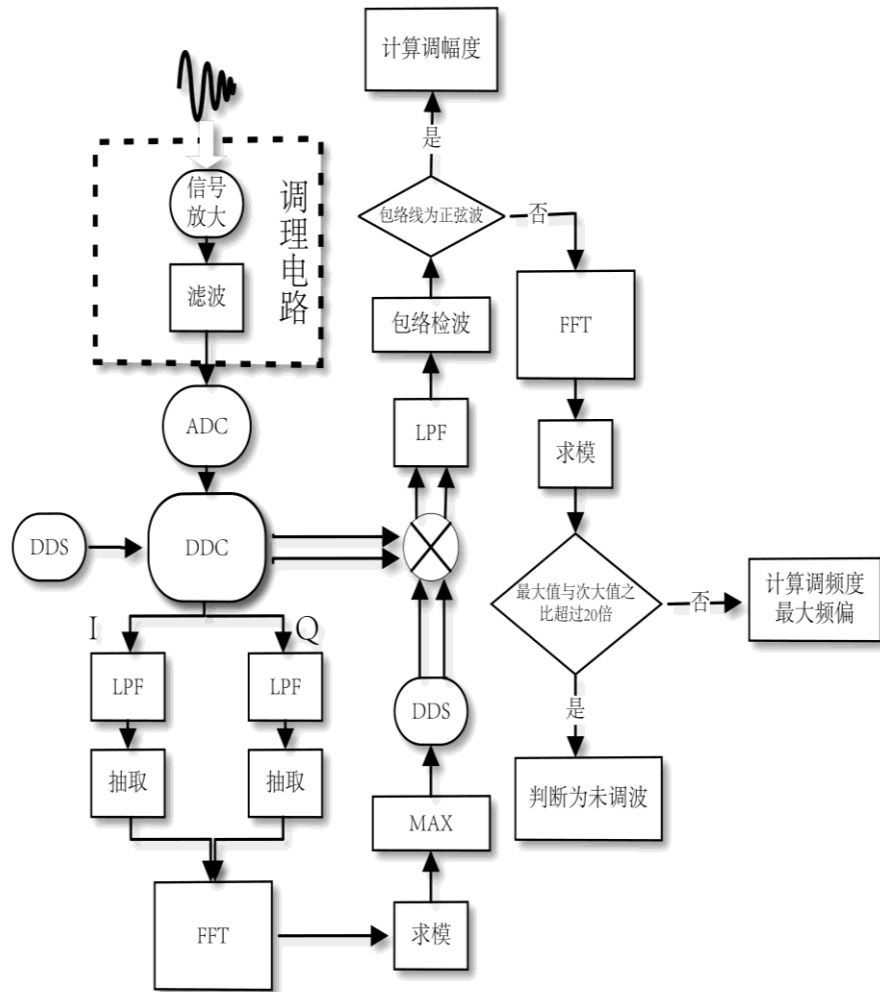 计算调幅度
是
信号
放大
调理电路
包络线为正弦波
否
滤波
包络检波
FFT
ADC
LPF
求模
DDS
DDC
最大值与次大值之
比超过20倍
否
计算调频度
最大频偏
I
Q
LPF
LPF
DDS
是
抽取
抽取
MAX
判断为未调波
FFT
求模